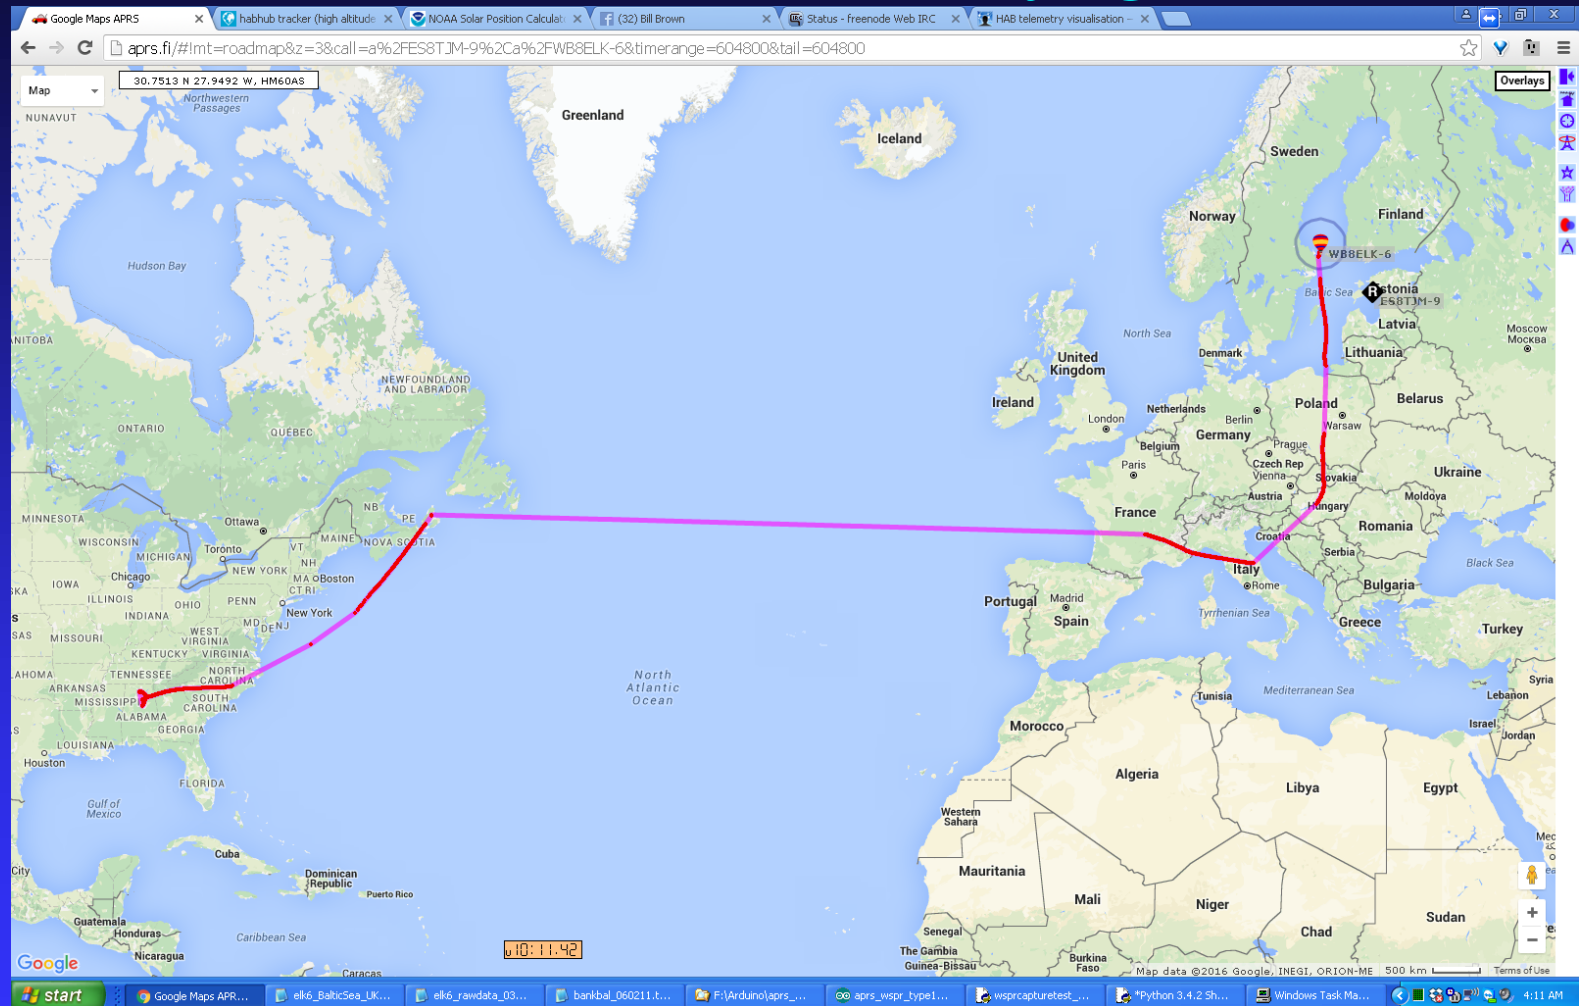 Google Maps APRS
habhub tracker (high altitude
NOAA Solar Position Calculat
(32) Bill Brown
Status - freenode Web IRC
HAB telemetry visualisation -
aprs.fi/#!mt=roadmap&z=3&call=a%2FES8TJM-9%2Ca%2FWB8ELK-6&timerange=604800&tail=604800
Map
30.7513 N 27.9492 W, HM60AS
Overlays
Northwestern
Passages
NUNAVUT
Greenland
Iceland
Sweden
Norway
Finland
Hudson Bay
WB8ELK-6
Baltic Sea
stonia
ES8TJM-9
Latvia
Moscow
Москва
North Sea
Denmark
Lithuania
United
Kingdom
ANITOBA
NEWFOUNDLAND
AND LABRADOR
Ireland
London
Netherlands
Berlin
Poland
Warsaw
Belarus
ONTARIO
QUÉBEC
Belgium
Germany
Prague
Czech Rep
Paris
Vienna
Slovakia
Ukraine
Austria
Moldova
Hungary
NB
PE
France
Romania
MINNESOTA
Ottawa
MAINE
NOVA SCOTIA
Croatia
WISCONSIN
MICHIGAN
Toronto
VT
Serbia
Black Sea
NEW YORK
NH
Italy
IOWA
Chicago
MA
Boston
CT
RI
Rome
Bulgaria
ILLINOIS
OHIO
PENN
Portugal
Madrid
Spain
INDIANA
New York
Tyrrhenian Sea
Greece
Turkey
MD
DE
NJ
MISSOURI
WEST
VIRGINIA
KENTUCKY
VIRGINIA
TENNESSEE
NORTH
CAROLINA
North
Atlantic
Ocean
Tunisia
Mediterranean Sea
Syria
Lebanon
LAHOMA
ARKANSAS
MISSISSIPPI
SOUTH
CAROLINA
ALABAMA
GEORGIA
Morocco
Israel
Jordan
LOUISIANA
Houston
FLORIDA
Algeria
Libya
Egypt
Gulf of
Mexico
Western
Sahara
Cuba
City
Dominican
Republic
Puerto Rico
Mauritania
Mali
Niger
Sudan
Guatemala
Honduras
Caribbean Sea
Senegal
Chad
Nicaragua
u10:11.42
The Gambia
Guinea-Bissau
Burkina
Faso
Google
Caracas
Map data ©2016 Google, INEGI, ORION-ME
500 km
Terms of Use
start
Google Maps APR...
elk6_BalticSea_UK...
elk6_rawdata_03...
bankbal_060211.t...
F:\Arduino\aprs_...
aprs_wspr_type1...
wsprcapturetest_...
*Python 3.4.2 Sh...
Windows Task Ma...
4:11 AM